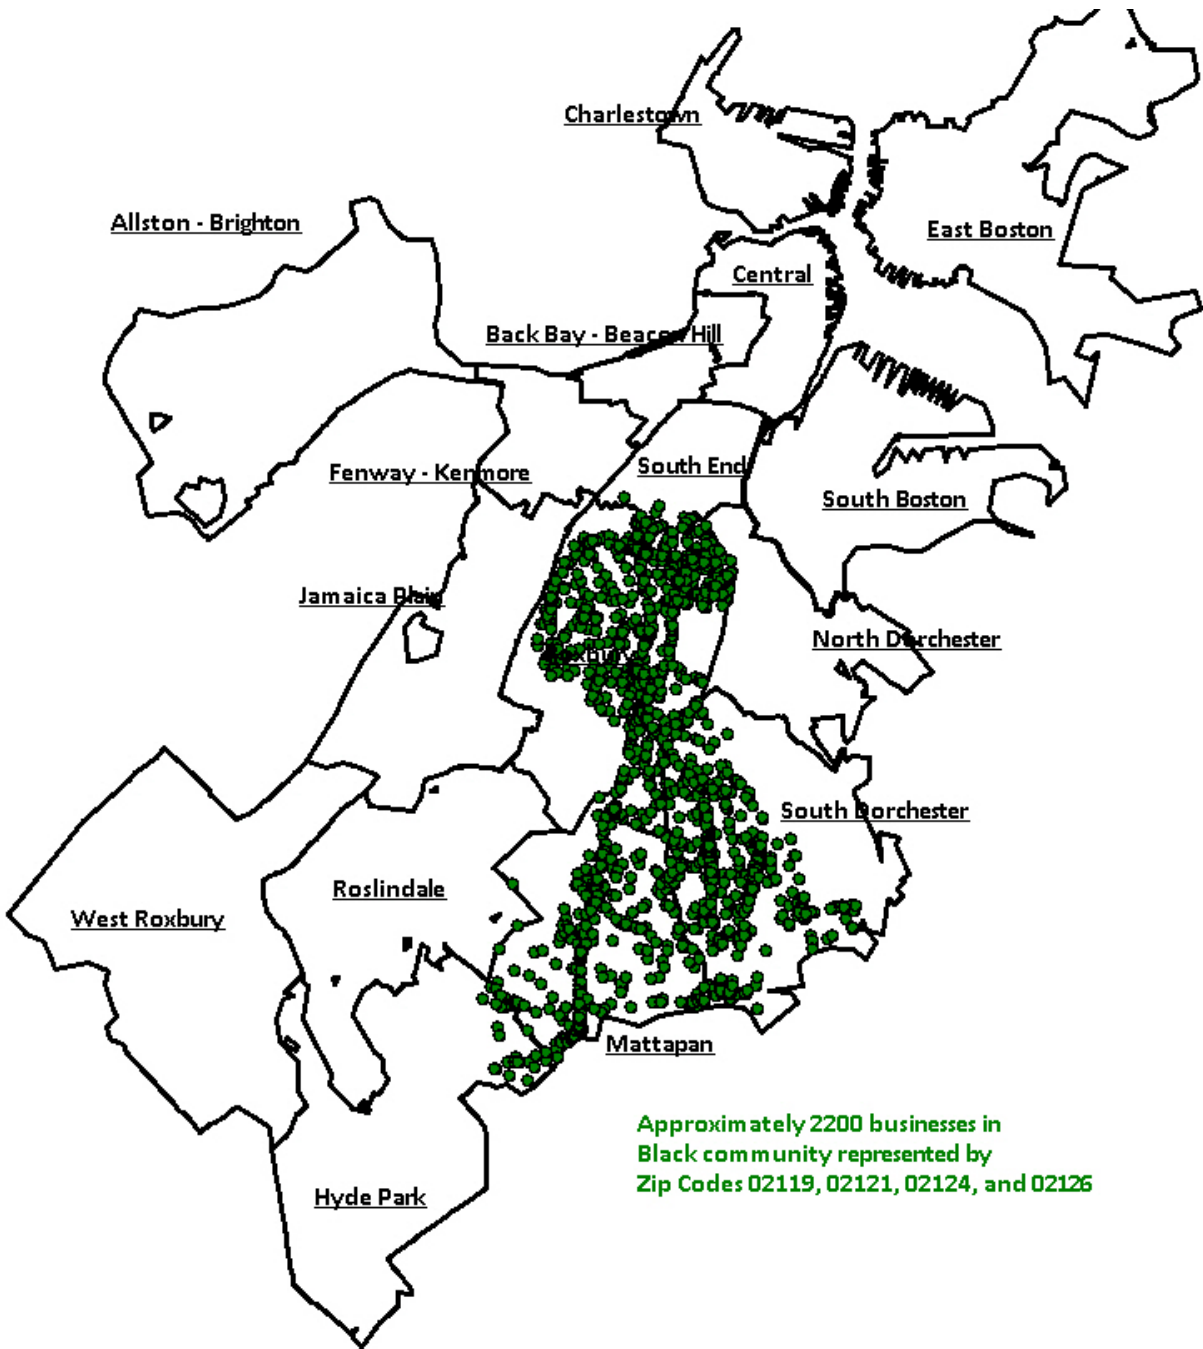 Charlestown
Allston - Brighton
East Boston
Central
Back Bay - Beacon Hill
South End
Fenway - Kenmore
South Boston
Jamaica Plain
North Dorchester
Roxbury
South Dorchester
Roslindale
West Roxbury
Mattapan
Approximately 2200 businesses in
Black community represented by
Zip Codes 02119, 02121, 02124, and 02126
Hyde Park